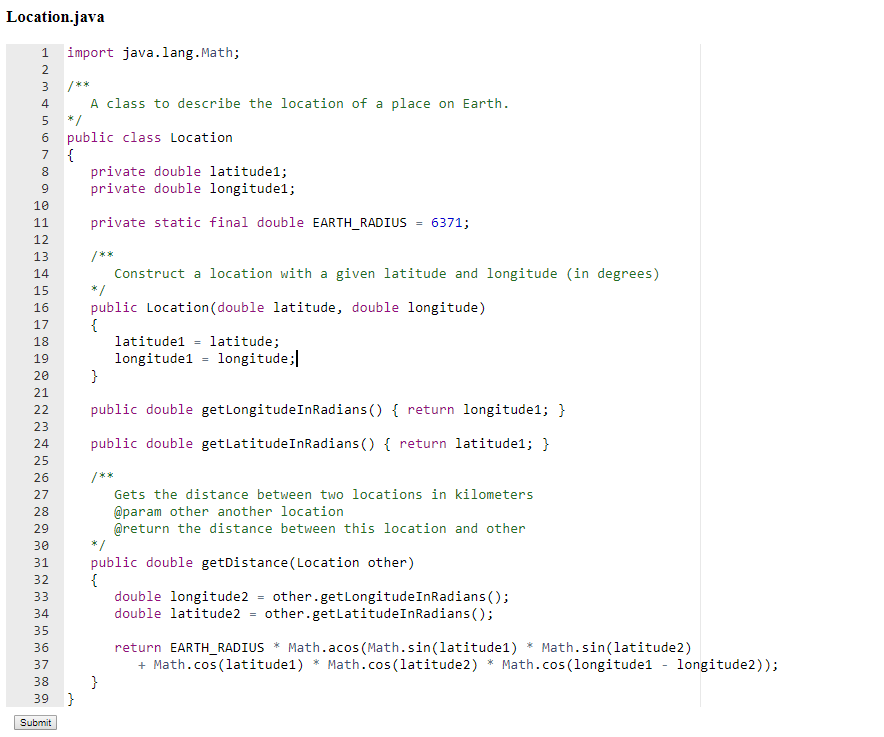 Location.java
1 import java.lang.Math;
2
3 /**
4    A class to describe the location of a place on Earth.
5 */
6 public class Location
7 {
8    private double latitude1;
9    private double longitude1;
10
11    private static final double EARTH_RADIUS = 6371;
12
13    /**
14       Construct a location with a given latitude and longitude (in degrees)
15    */
16    public Location(double latitude, double longitude)
17    {
18       latitude1 = latitude;
19       longitude1 = longitude;
20    }
21
22    public double getLongitudeInRadians() { return longitude1; }
23
24    public double getLatitudeInRadians() { return latitude1; }
25
26    /**
27       Gets the distance between two locations in kilometers
28       @param other another location
29       @return the distance between this location and other
30    */
31    public double getDistance(Location other)
32    {
33       double longitude2 = other.getLongitudeInRadians();
34       double latitude2 = other.getLatitudeInRadians();
35
36       return EARTH_RADIUS * Math.acos(Math.sin(latitude1) * Math.sin(latitude2)
37          + Math.cos(latitude1) * Math.cos(latitude2) * Math.cos(longitude1 - longitude2));
38    }
39 }
Submit